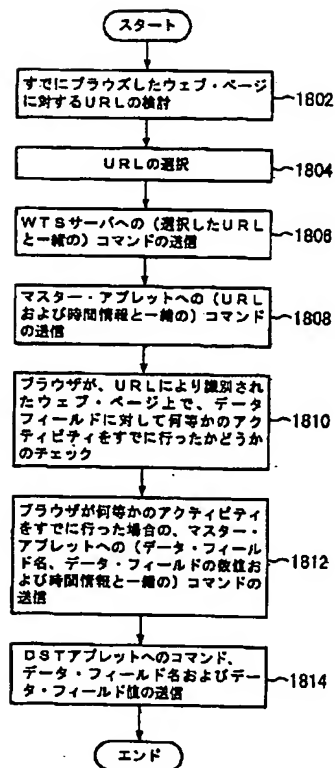 スタート
すでにブラウズしたウェブ・ページ
に対するURLの検討
1802
URLの選択
1804
WTSサーバへの(選択したURL
と一緒の)コマンドの送信
1806
マスター・アプレットへの(URL
および時間情報と一緒の)コマンド
の送信
1808
ブラウザが、URLにより識別され
たウェブ・ページ上で、データ
フィールドに対して何等かのアク
ティビティをすでに行ったかどうか
のチェック
1810
ブラウザが何等かのアクティビティ
をすでに行った場合の、マスター・
アプレットへの(データ・フィール
ド名、データ・フィールドの数値お
よび時間情報と一緒の)コマンドの
送信
1812
DSTアプレットへのコマンド、
データ・フィールド名およびデー
タ・フィールド値の送信
1814
エンド